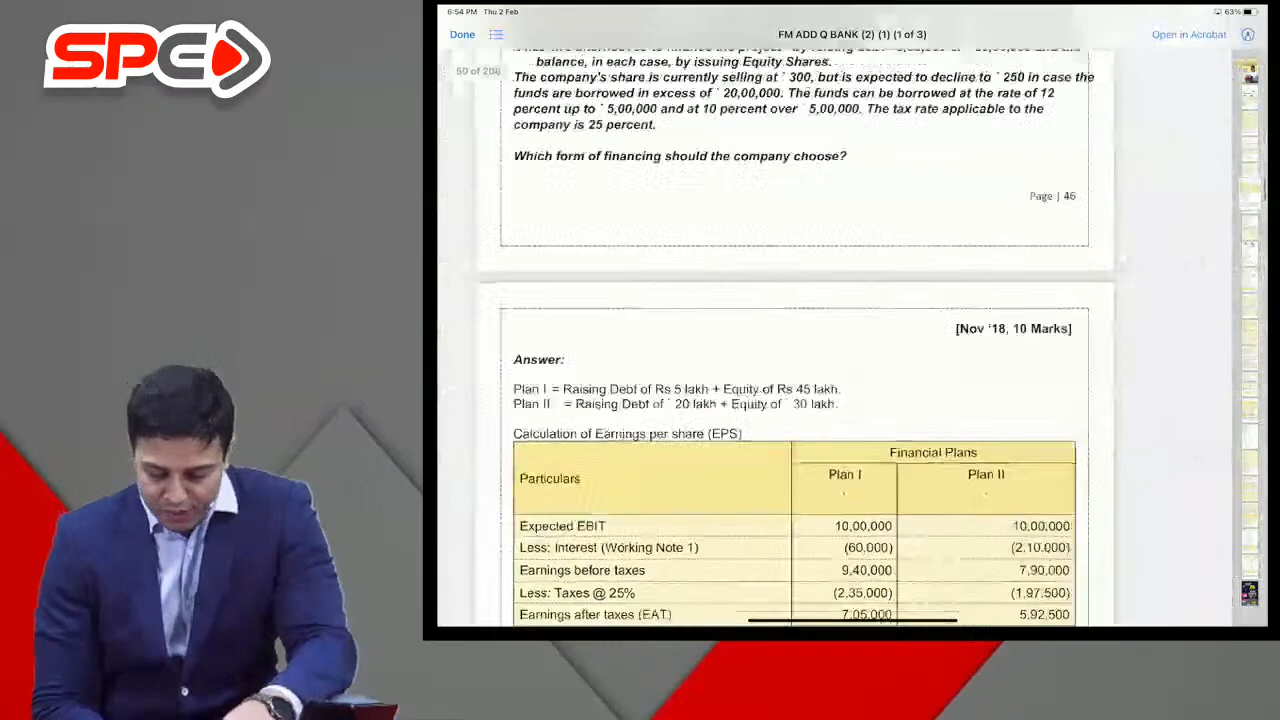 SPC
6:54 PM Thu 2 Feb
63%
Done
FM ADD Q BANK (2) (1) (1 of 3)
Open in Acrobat
50 of 208
balance, in each case, by issuing Equity Shares.
The company's share is currently selling at ` 300, but is expected to decline to ` 250 in case the
funds are borrowed in excess of ` 20,00,000. The funds can be borrowed at the rate of 12
percent up to ` 5,00,000 and at 10 percent over ` 5,00,000. The tax rate applicable to the
company is 25 percent.
Which form of financing should the company choose?
Page | 46
[Nov ‘18, 10 Marks]
Answer:
Plan I = Raising Debt of Rs 5 lakh + Equity of Rs 45 lakh.
Plan II = Raising Debt of ` 20 lakh + Equity of ` 30 lakh.
Calculation of Earnings per share (EPS)
Particulars Financial Plans
Plan I Plan II
Expected EBIT 10,00,000 10,00,000
Less: Interest (Working Note 1) (60,000) (2,10,000)
Earnings before taxes 9,40,000 7,90,000
Less: Taxes @ 25% (2,35,000) (1,97,500)
Earnings after taxes (EAT) 7,05,000 5,92,500